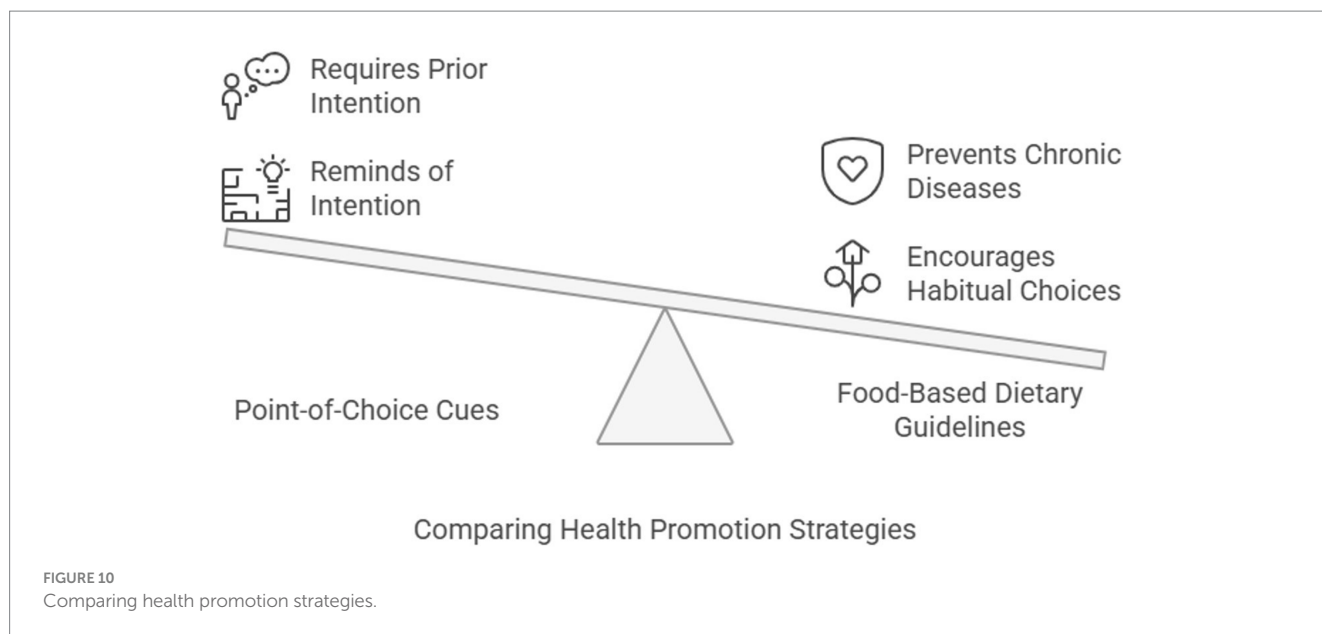 Requires Prior
Intention
Reminds of
Intention
Prevents Chronic
Diseases
Encourages
Habitual Choices
Point-of-Choice Cues
Food-Based Dietary
Guidelines
Comparing Health Promotion Strategies
FIGURE 10
Comparing health promotion strategies.